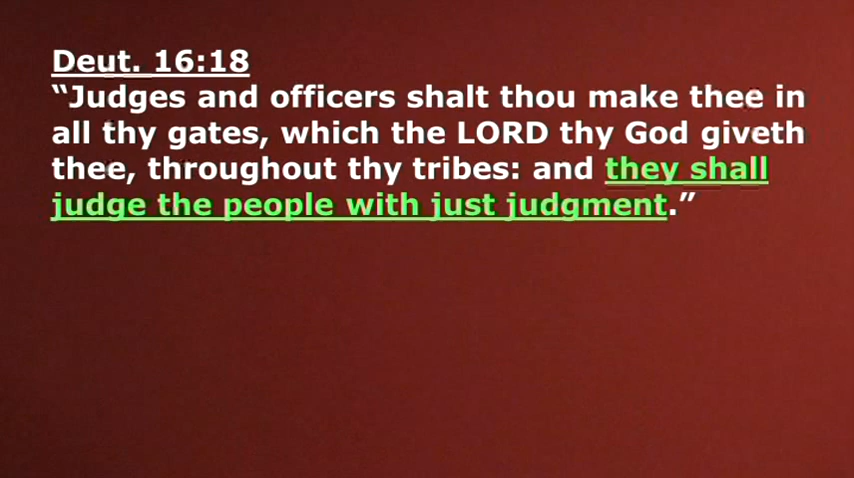 Deut. 16:18
“Judges and officers shalt thou make thee in
all thy gates, which the LORD thy God giveth
thee, throughout thy tribes: and they shall
judge the people with just judgment.”